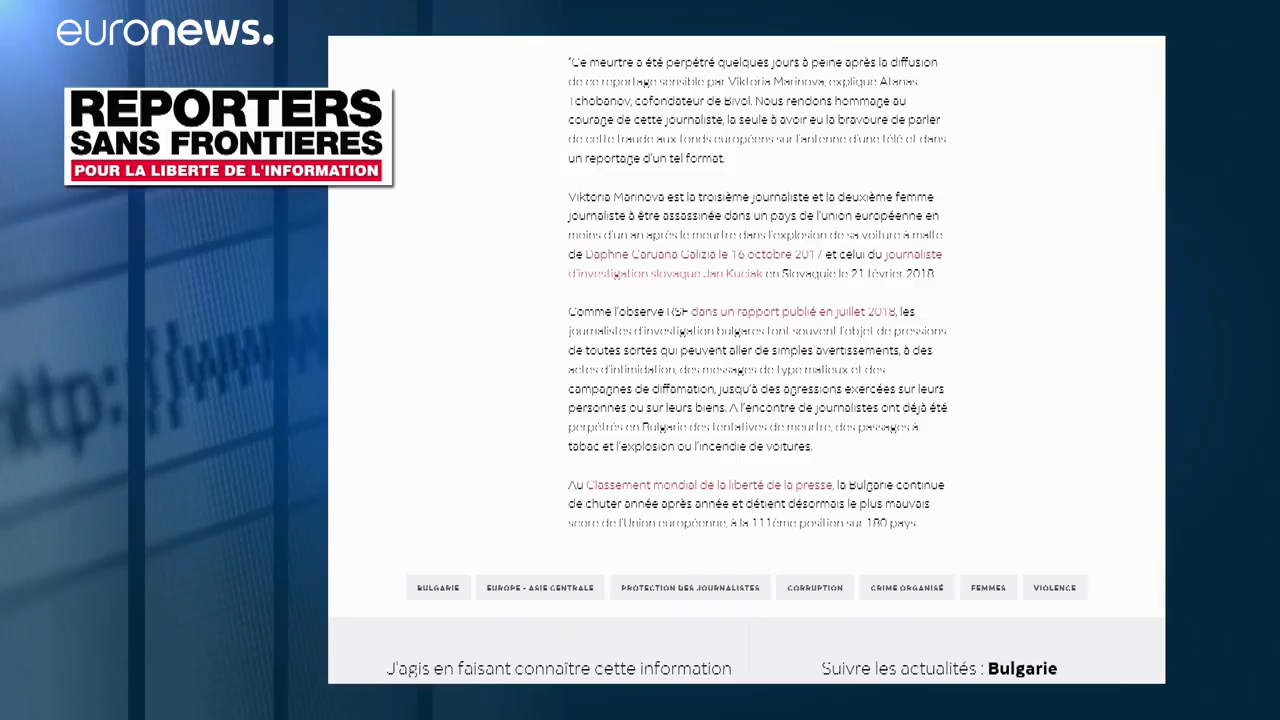 euronews.
REPORTERS
SANS FRONTIERES
POUR LA LIBERTE DE L'INFORMATION
http://www
"Ce meurtre a été perpétré quelques jours à peine après la diffusion
de ce reportage sensible par Viktoria Marinova, explique Atanas
Tchobanov, cofondateur de Bivol. Nous rendons hommage au
courage de cette journaliste, la seule à avoir eu la bravoure de parler
de cette fraude aux fonds européens sur l'antenne d'une télé et dans
un reportage d'un tel format.
Viktoria Marinova est la troisième journaliste et la deuxième femme
journaliste à être assassinée dans un pays de l'union européenne en
moins d'un an après le meurtre dans l'explosion de sa voiture à malte
de Daphne Caruana Galizia le 16 octobre 2017 et celui du journaliste
d'investigation slovaque Jan Kuciak en Slovaquie le 21 février 2018.
Comme l'observe RSF dans un rapport publié en juillet 2018, les
journalistes d'investigation bulgares font souvent l'objet de pressions
de toutes sortes qui peuvent aller de simples avertissements, à des
actes d'intimidation, des messages de type mafieux et des
campagnes de diffamation, jusqu'à des agressions exercées sur leurs
personnes ou sur leurs biens. A l'encontre de journalistes ont déjà été
perpétrés en Bulgarie des tentatives de meurtre, des passages à
tabac et l'explosion ou l'incendie de voitures.
Au Classement mondial de la liberté de la presse, la Bulgarie continue
de chuter année après année et détient désormais le plus mauvais
score de l'Union européenne, à la 111ème position sur 180 pays
BULGARIE EUROPE - ASIE CENTRALE PROTECTION DES JOURNALISTES CORRUPTION CRIME ORGANISÉ FEMMES VIOLENCE
J'agis en faisant connaître cette information
Suivre les actualités : Bulgarie